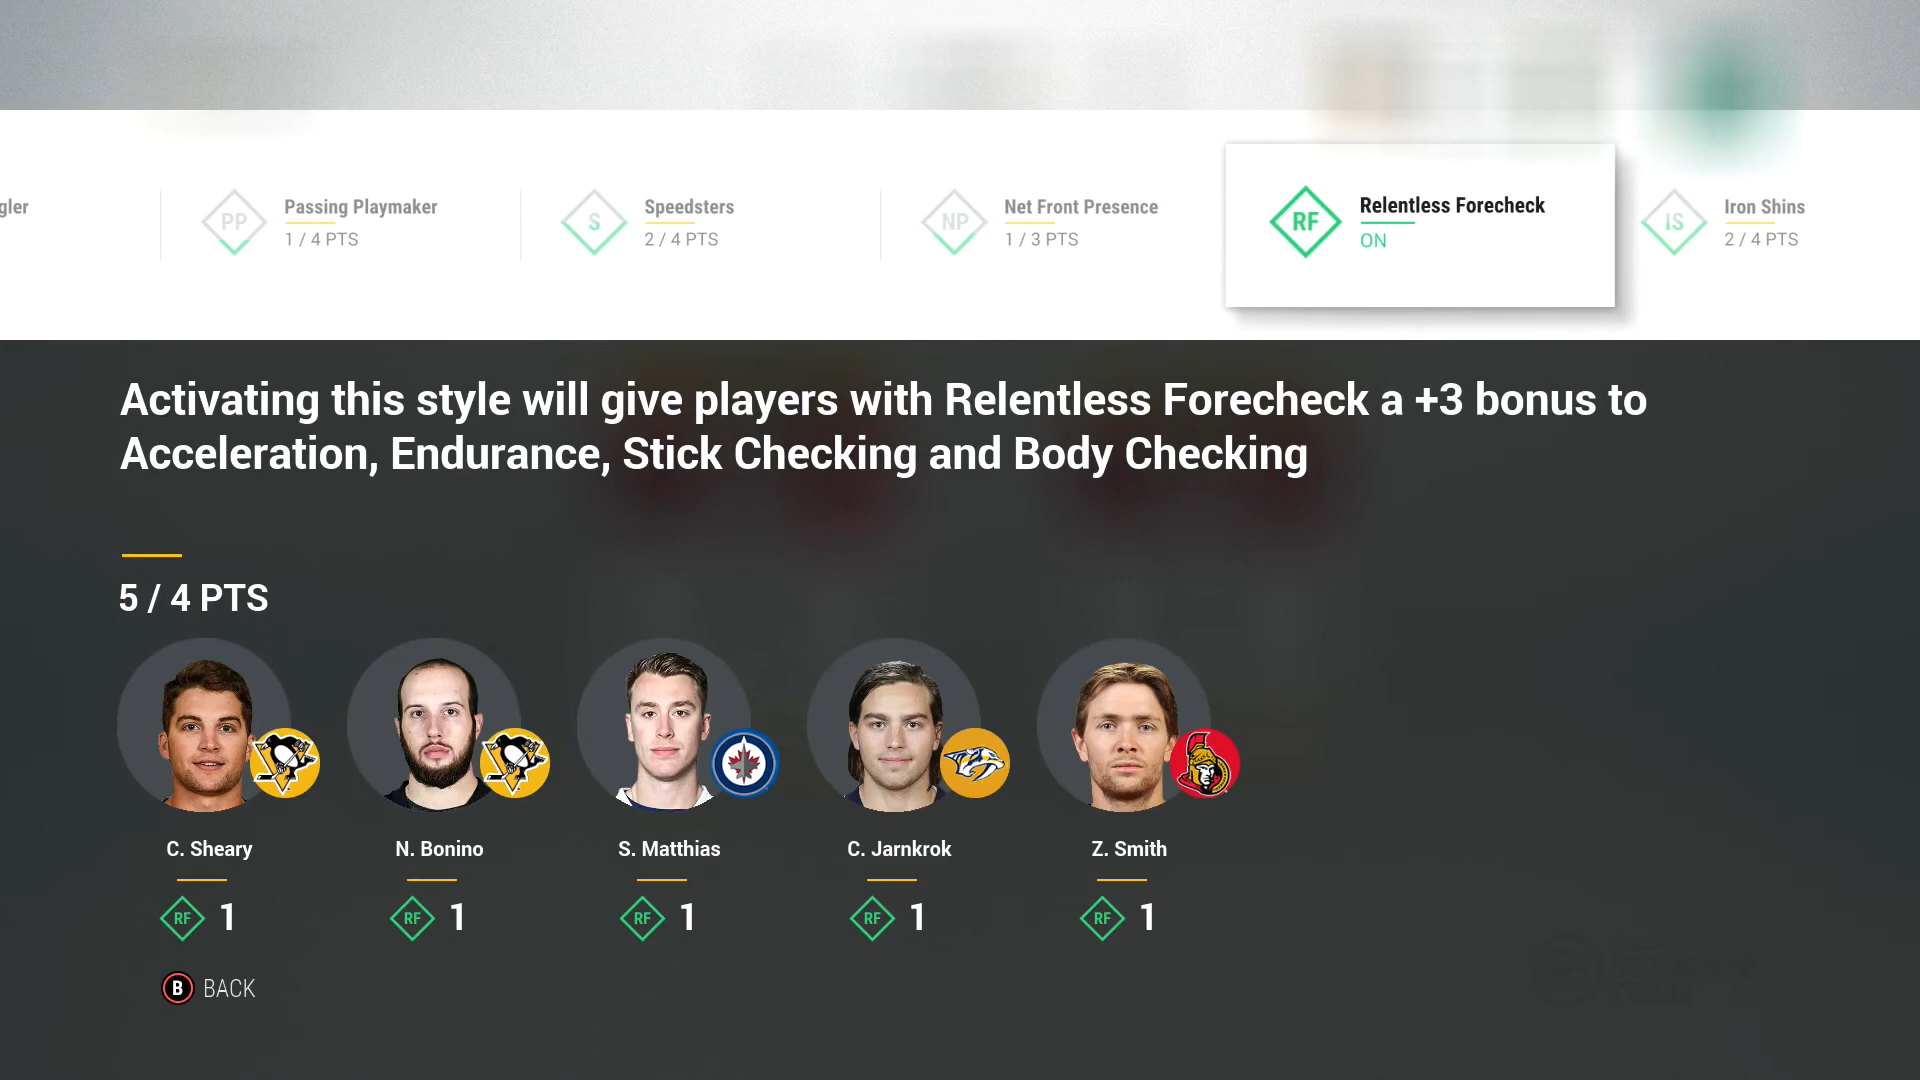 gler
PP
Passing Playmaker
1 / 4 PTS
S
Speedsters
2 / 4 PTS
NP
Net Front Presence
1 / 3 PTS
RF
Relentless Forecheck
ON
IS
Iron Shins
2 / 4 PTS
Activating this style will give players with Relentless Forecheck a +3 bonus to
Acceleration, Endurance, Stick Checking and Body Checking
5 / 4 PTS
C. Sheary
N. Bonino
S. Matthias
C. Jarnkrok
Z. Smith
RF 1
RF 1
RF 1
RF 1
RF 1
B BACK